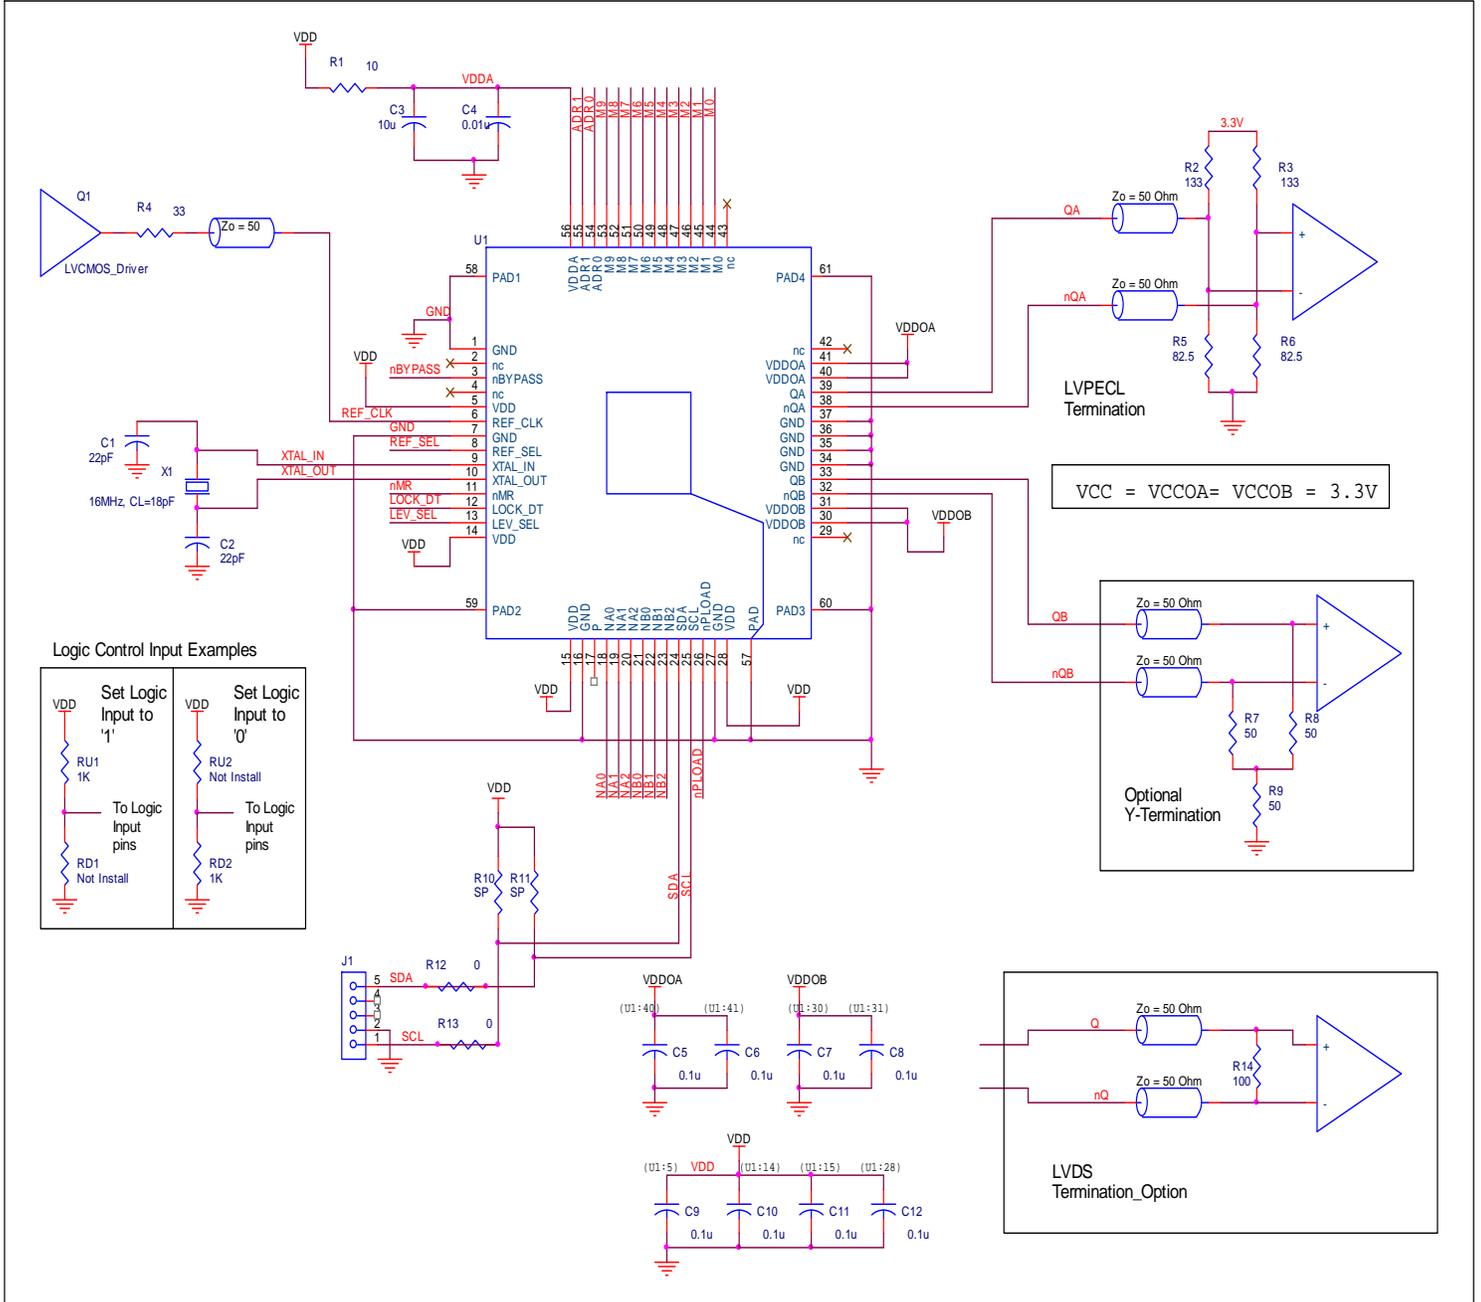 VDD
R1
10
VDDA
C3
10u
C4
0.01u
ADR1
ADR0
M9
M8
M7
M6
M5
M4
M3
M2
M1
M0
Q1
LVCMOS_Driver
R4
33
Zo = 50
U1
56
55
54
53
52
51
50
49
48
47
46
45
44
43
VDDA
ADR1
ADR0
M9
M8
M7
M6
M5
M4
M3
M2
M1
M0
nc
58 PAD1
GND
1 GND
2 nc
nBYPASS 3 nBYPASS
4 nc
VDD
5 VDD
REF_CLK 6 REF_CLK
GND 7 GND
REF_SEL 8 REF_SEL
XTAL_IN 9 XTAL_IN
XTAL_OUT 10 XTAL_OUT
nMR 11 nMR
LOCK_DT 12 LOCK_DT
LEV_SEL 13 LEV_SEL
VDD
14 VDD
59 PAD2
C1
22pF
X1
16MHz, CL=18pF
C2
22pF
PAD4 61
nc 42
VDDOA 41
VDDOA 40
QA 39
nQA 38
GND 37
GND 36
GND 35
GND 34
QB 33
nQB 32
VDDOB 31
VDDOB 30
nc 29
PAD3 60
VDDOA
VDDOB
VDD
GND
P
NA0
NA1
NA2
NB0
NB1
NB2
SDA
SCL
nPLOAD
GND
VDD
PAD
15
16
17
18
19
20
21
22
23
24
25
26
27
28
57
VDD
VDD
NA0
NA1
NA2
NB0
NB1
NB2
nPLOAD
SDA
SCL
3.3V
R2
133
R3
133
QA
Zo = 50 Ohm
nQA
Zo = 50 Ohm
+
-
R5
82.5
R6
82.5
LVPECL
Termination
VCC = VCCOA= VCCOB = 3.3V
QB
Zo = 50 Ohm
nQB
Zo = 50 Ohm
+
-
R7
50
R8
50
R9
50
Optional
Y-Termination
Logic Control Input Examples
VDD
Set Logic
Input to
'1'
RU1
1K
To Logic
Input
pins
RD1
Not Install
VDD
Set Logic
Input to
'0'
RU2
Not Install
To Logic
Input
pins
RD2
1K
VDD
R10
SP
R11
SP
J1
5
4
3
2
1
SDA
R12
0
SCL
R13
0
VDDOA
(U1:40)
(U1:41)
C5
0.1u
C6
0.1u
VDDOB
(U1:30)
(U1:31)
C7
0.1u
C8
0.1u
VDD
(U1:5)
VDD
(U1:14)
(U1:15)
(U1:28)
C9
0.1u
C10
0.1u
C11
0.1u
C12
0.1u
Q
Zo = 50 Ohm
nQ
Zo = 50 Ohm
R14
100
+
-
LVDS
Termination_Option